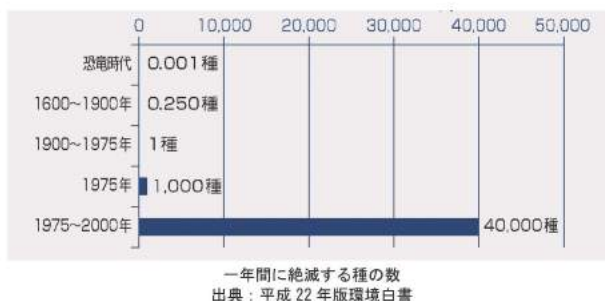 0 10,000 20,000 30,000 40,000 50,000
恐竜時代 0.001種
1600〜1900年 0.250種
1900〜1975年 1種
1975年 1,000種
1975〜2000年 40,000種
一年間に絶滅する種の数
出典：平成 22 年版環境白書